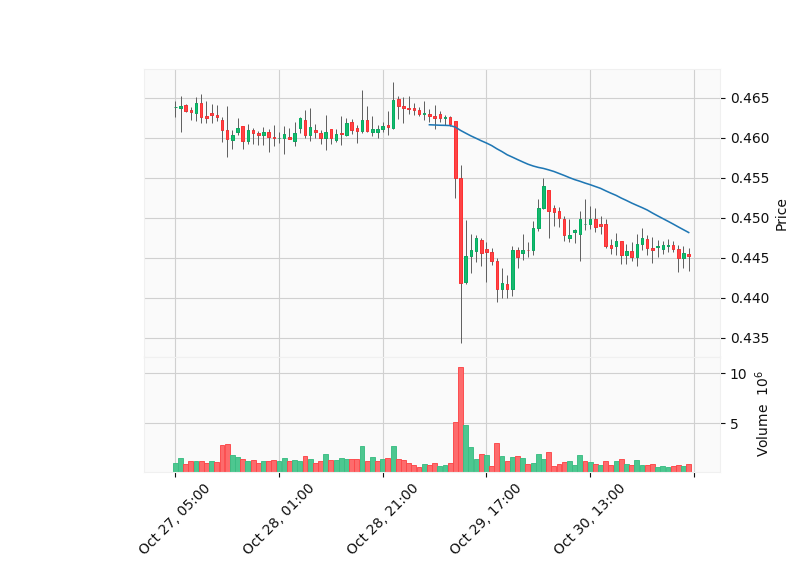 0.465
0.460
0.455
0.450
0.445
0.440
0.435
Price
10
5
Volume 10⁶
Oct 27, 05:00
Oct 28, 01:00
Oct 28, 21:00
Oct 29, 17:00
Oct 30, 13:00